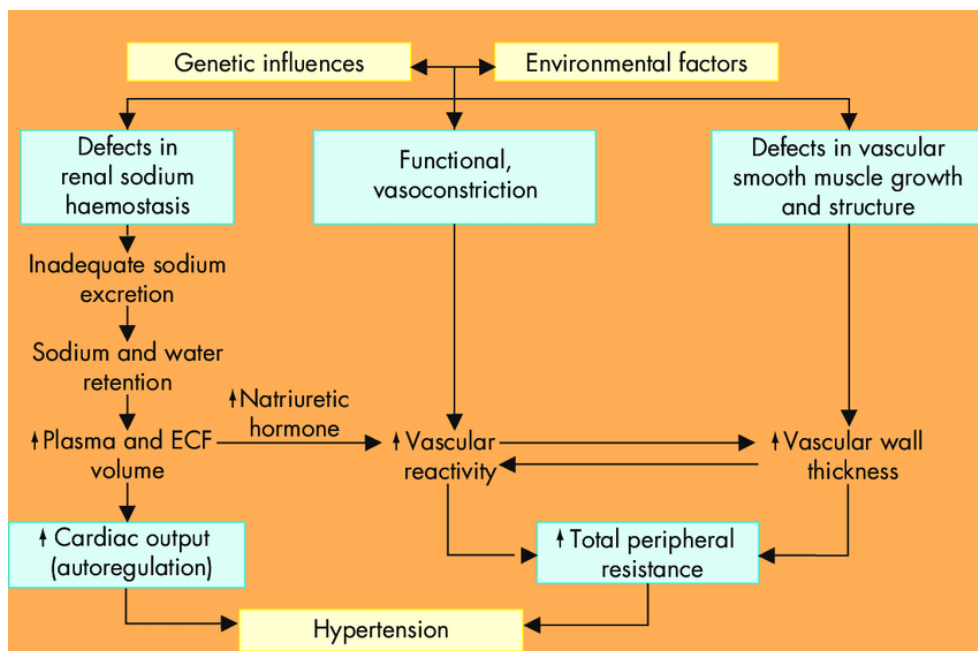 Genetic influences
Environmental factors
Defects in
renal sodium
haemostasis
Functional,
vasoconstriction
Defects in vascular
smooth muscle growth
and structure
Inadequate sodium
excretion
Sodium and water
retention
↑Natriuretic
hormone
↑Plasma and ECF
volume
↑Vascular
reactivity
↑Vascular wall
thickness
↑Cardiac output
(autoregulation)
↑Total peripheral
resistance
Hypertension